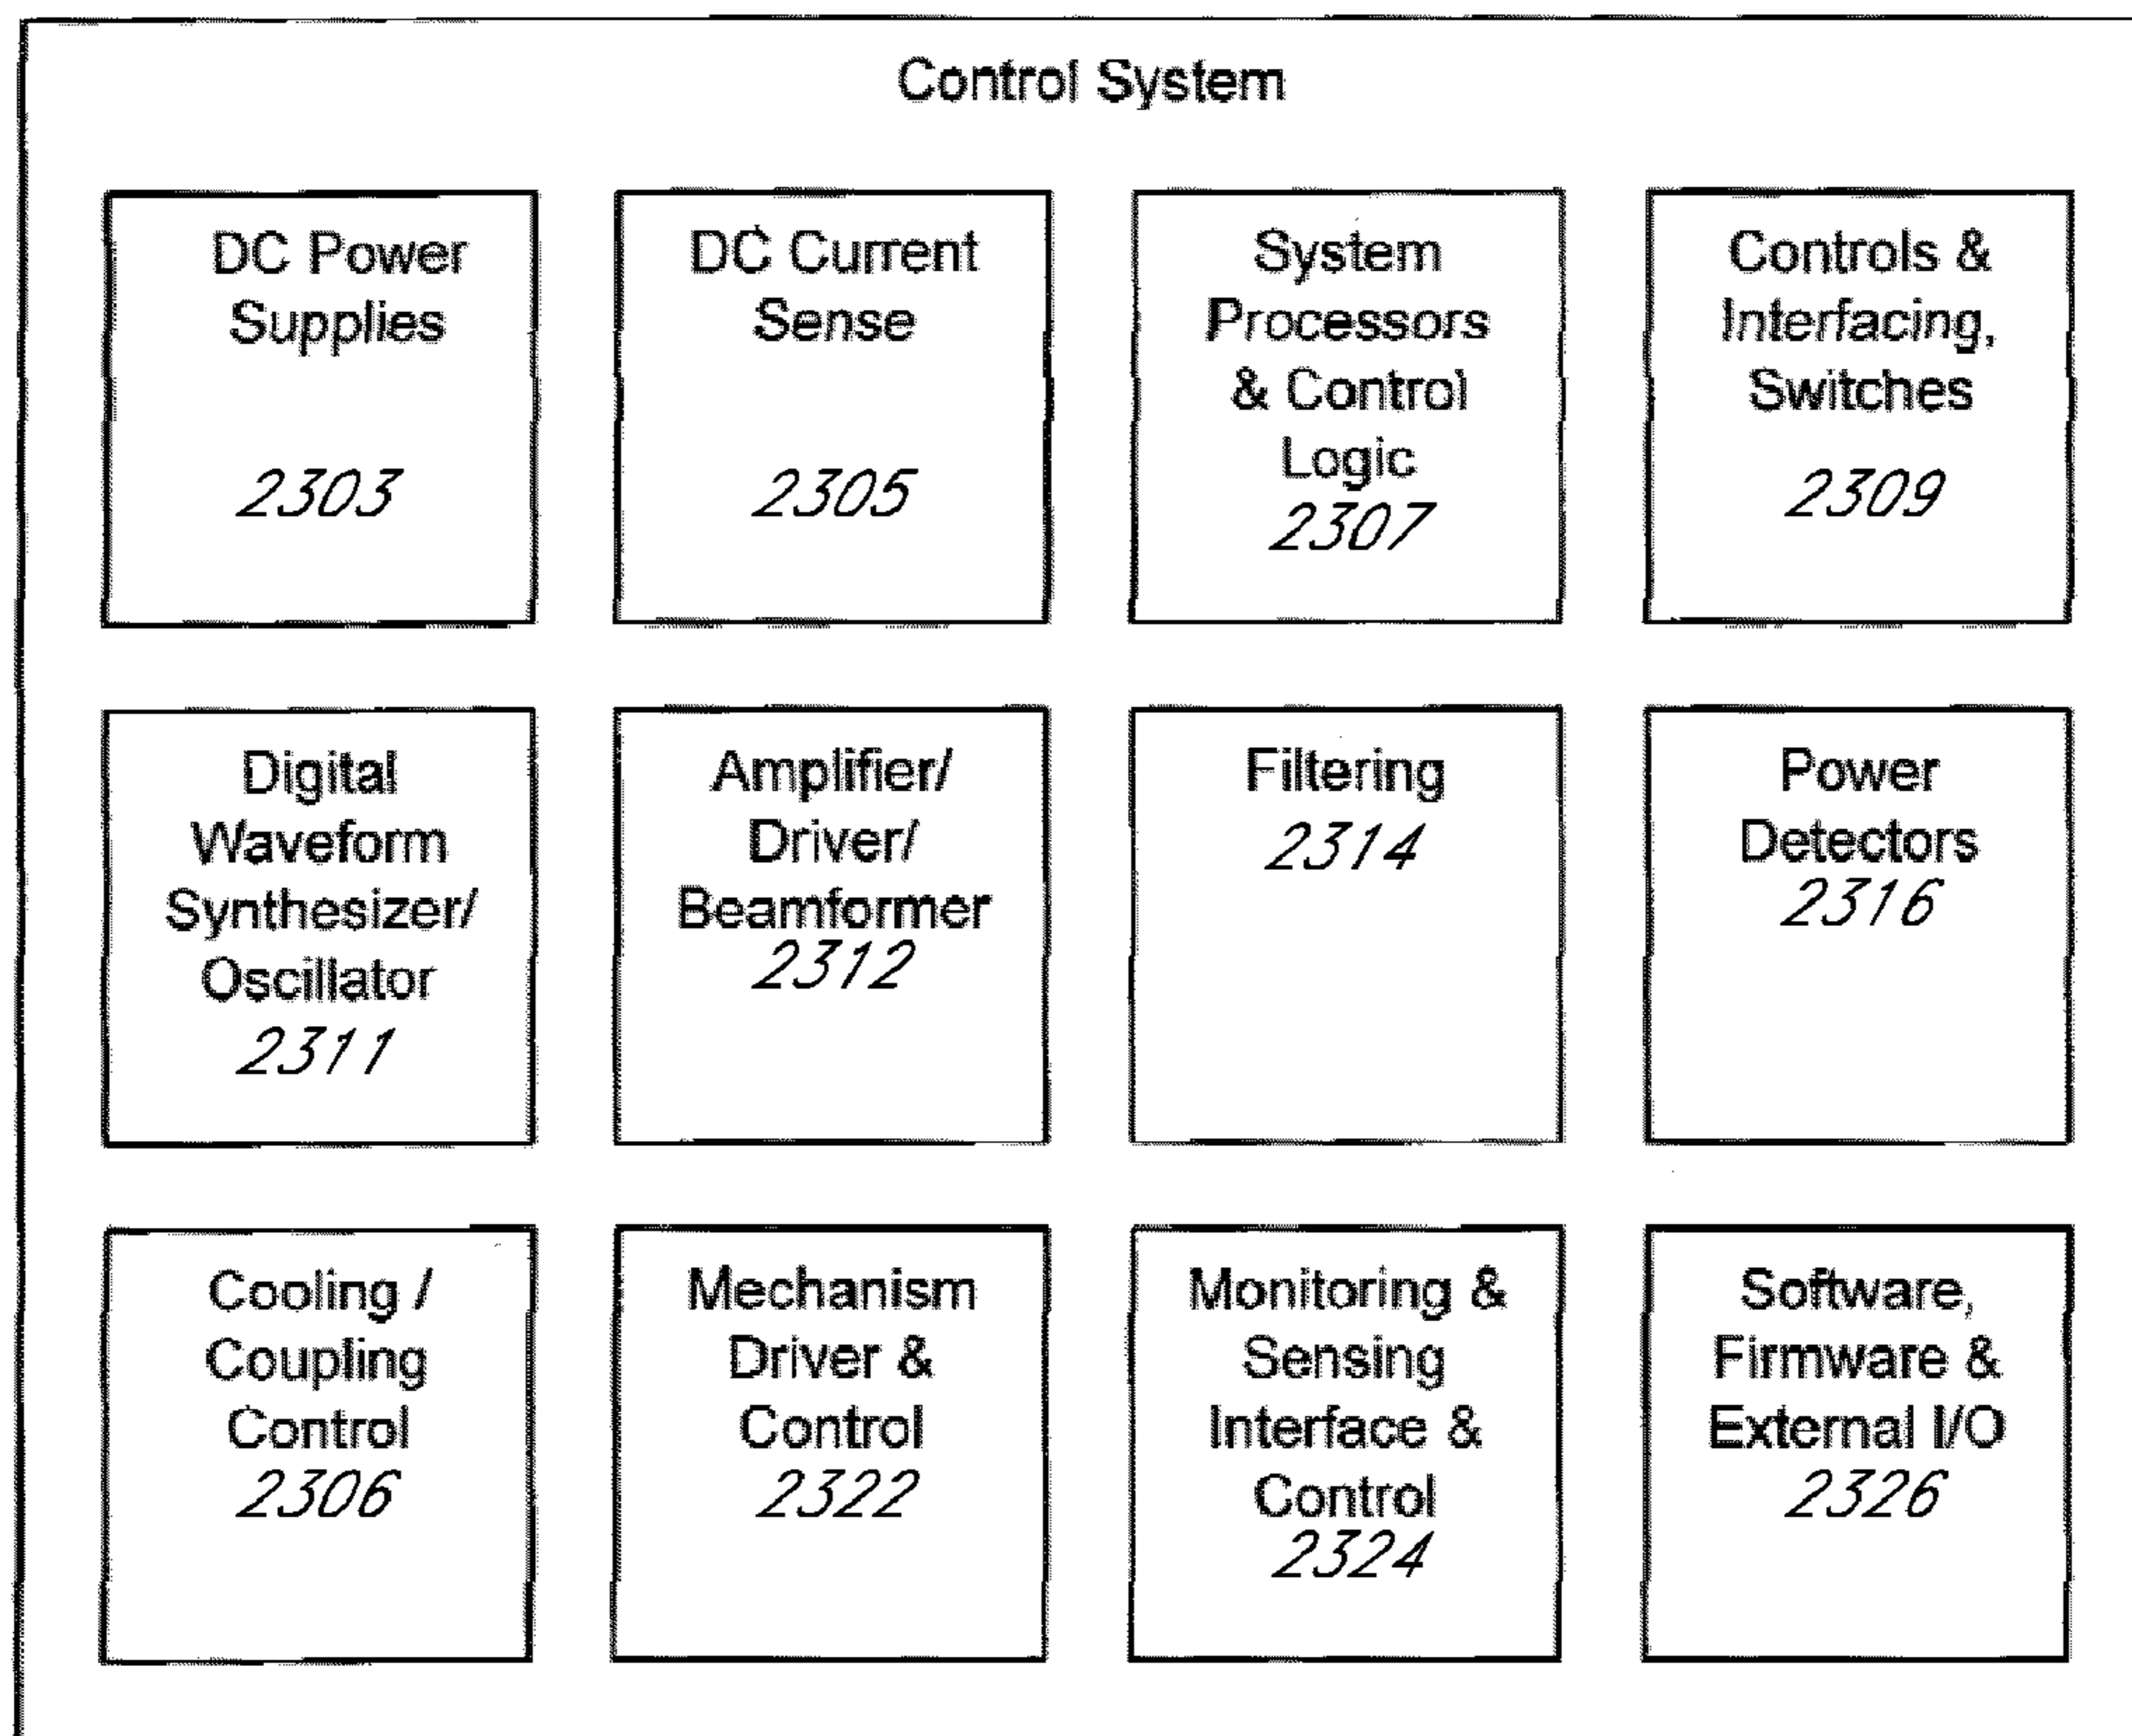 Control System
DC Power
Supplies
2303
DC Current
Sense
2305
System
Processors
& Control
Logic
2307
Controls &
Interfacing,
Switches
2309
Digital
Waveform
Synthesizer/
Oscillator
2311
Amplifier/
Driver/
Beamformer
2312
Filtering
2314
Power
Detectors
2316
Cooling /
Coupling
Control
2306
Mechanism
Driver &
Control
2322
Monitoring &
Sensing
Interface &
Control
2324
Software,
Firmware &
External I/O
2326